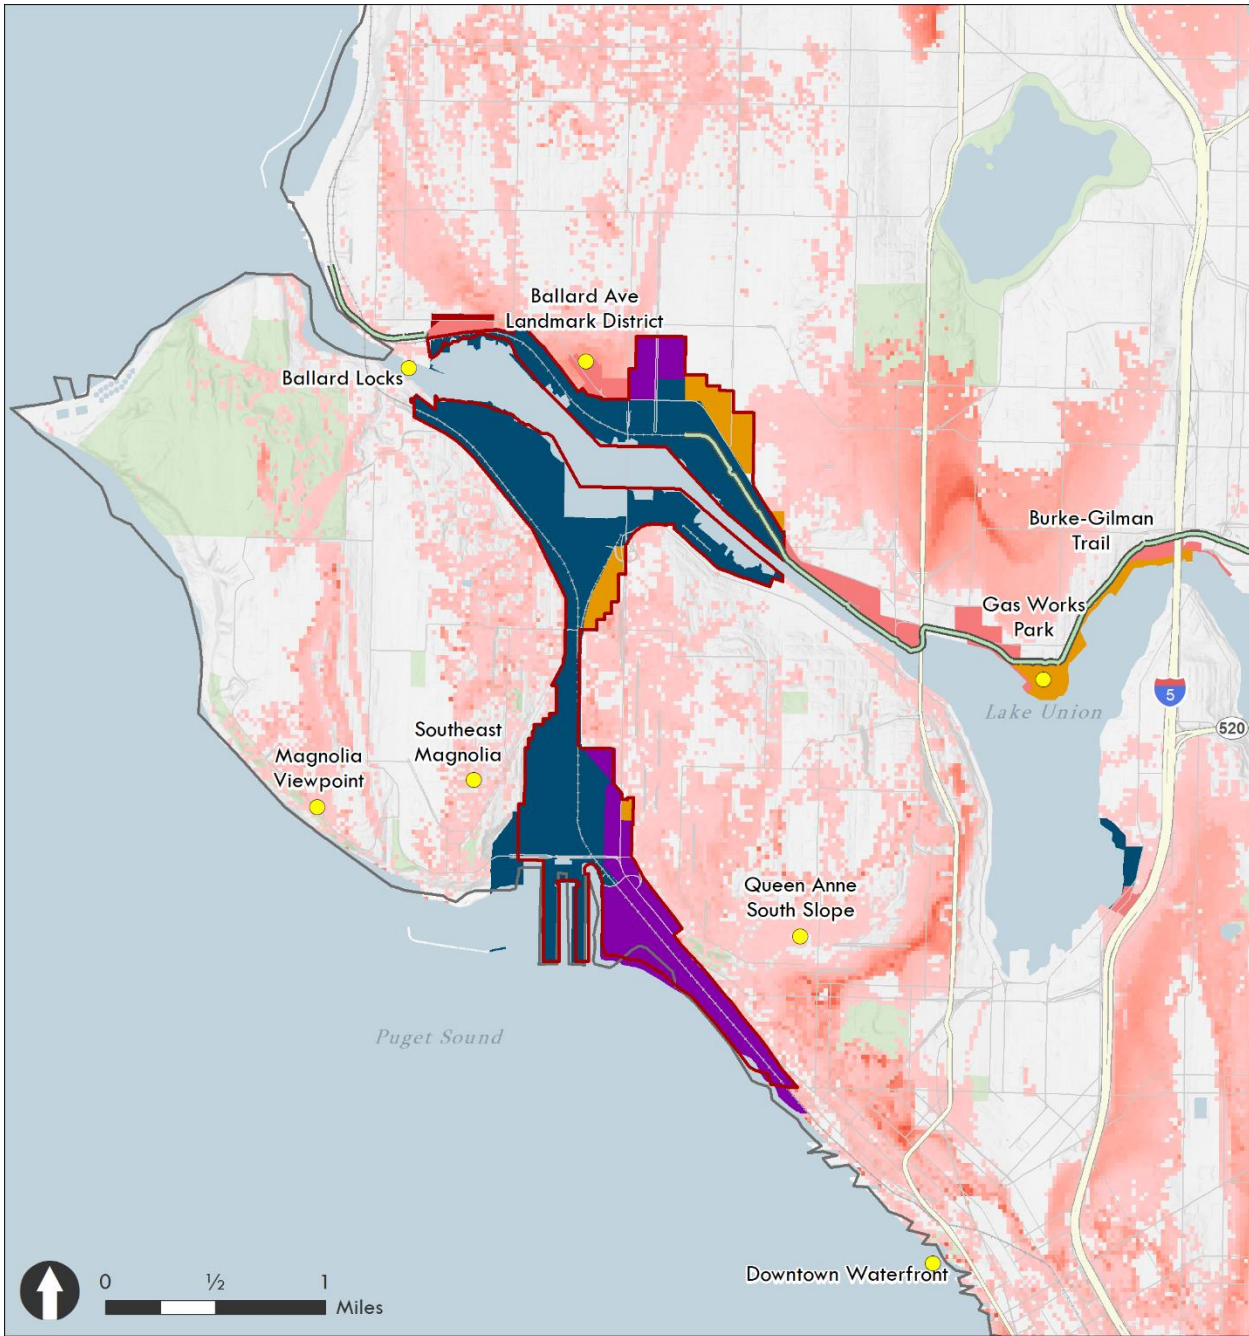 Ballard Ave
Landmark District
Ballard Locks
Burke-Gilman
Trail
Gas Works
Park
Lake Union
5
520
Southeast
Magnolia
Magnolia
Viewpoint
Queen Anne
South Slope
Puget Sound
Downtown Waterfront
0 ½ 1
Miles